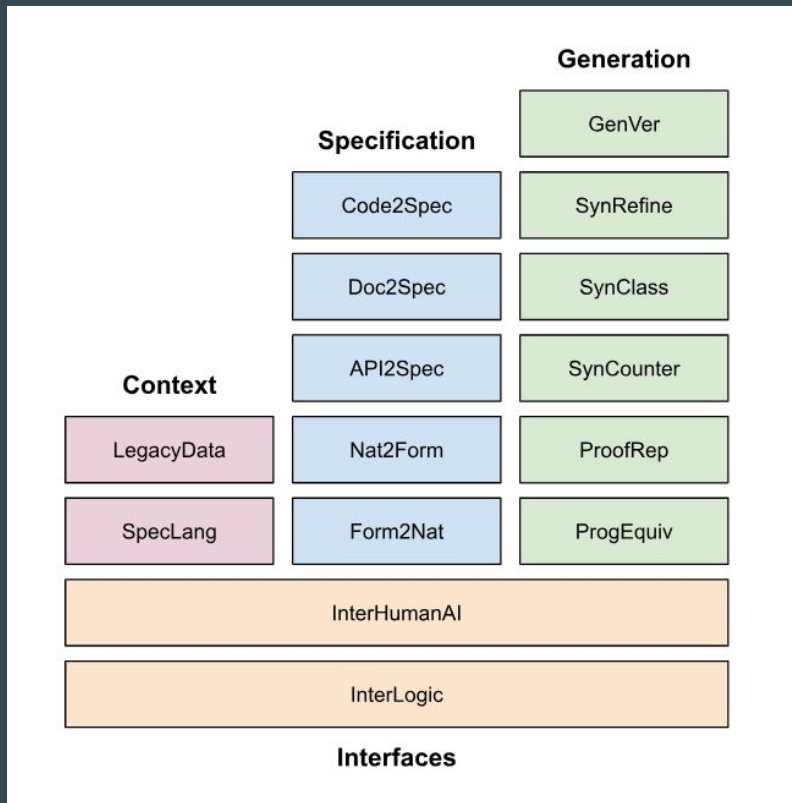 Generation
GenVer
Specification
Code2Spec
SynRefine
Doc2Spec
SynClass
Context
API2Spec
SynCounter
LegacyData
Nat2Form
ProofRep
SpecLang
Form2Nat
ProgEquiv
InterHumanAI
InterLogic
Interfaces